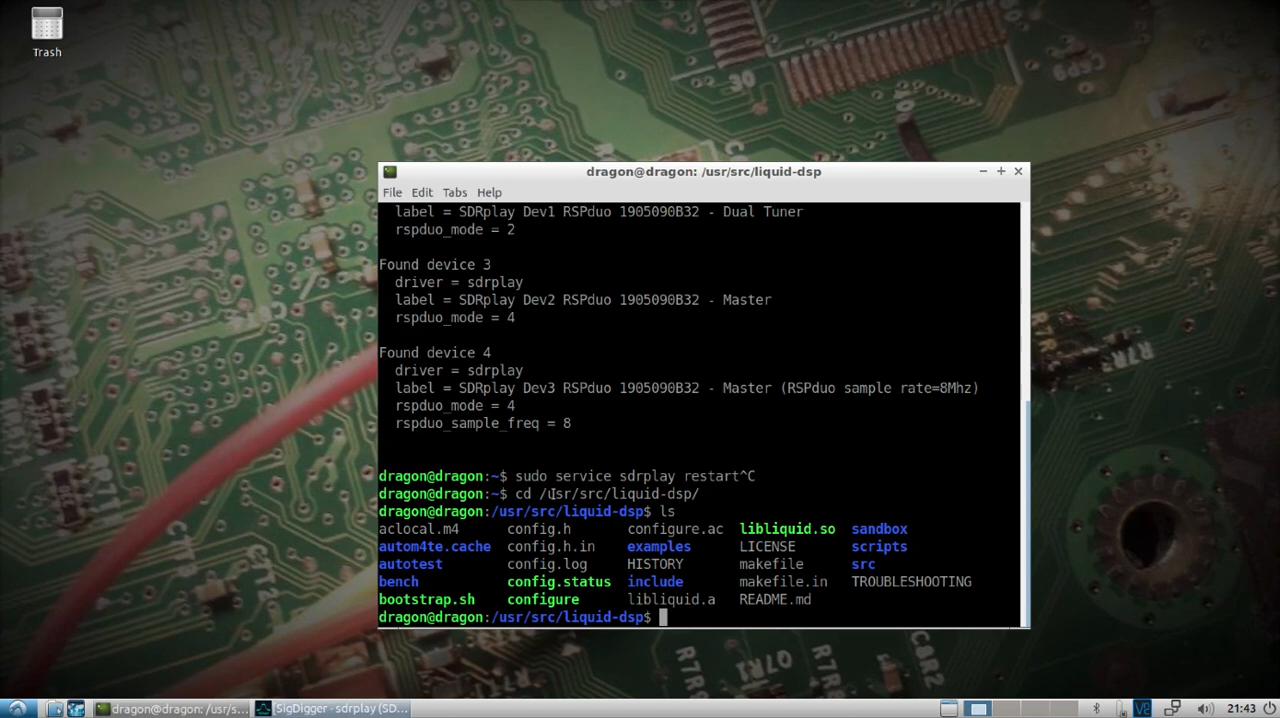 Trash
dragon@dragon: /usr/src/liquid-dsp
File Edit Tabs Help
label = SDRplay Dev1 RSPduo 1905090B32 - Dual Tuner
rspduo_mode = 2
Found device 3
driver = sdrplay
label = SDRplay Dev2 RSPduo 1905090B32 - Master
rspduo_mode = 4
Found device 4
driver = sdrplay
label = SDRplay Dev3 RSPduo 1905090B32 - Master (RSPduo sample rate=8Mhz)
rspduo_mode = 4
rspduo_sample_freq = 8
dragon@dragon:~$ sudo service sdrplay restart^C
dragon@dragon:~$ cd /usr/src/liquid-dsp/
dragon@dragon:/usr/src/liquid-dsp$ ls
aclocal.m4 config.h configure.ac libliquid.so sandbox
autom4te.cache config.h.in examples LICENSE scripts
autotest config.log HISTORY makefile src
bench config.status include makefile.in TROUBLESHOOTING
bootstrap.sh configure libliquid.a README.md
dragon@dragon:/usr/src/liquid-dsp$
dragon@dragon: /usr/s... SigDigger - sdrplay (SD... 21:43